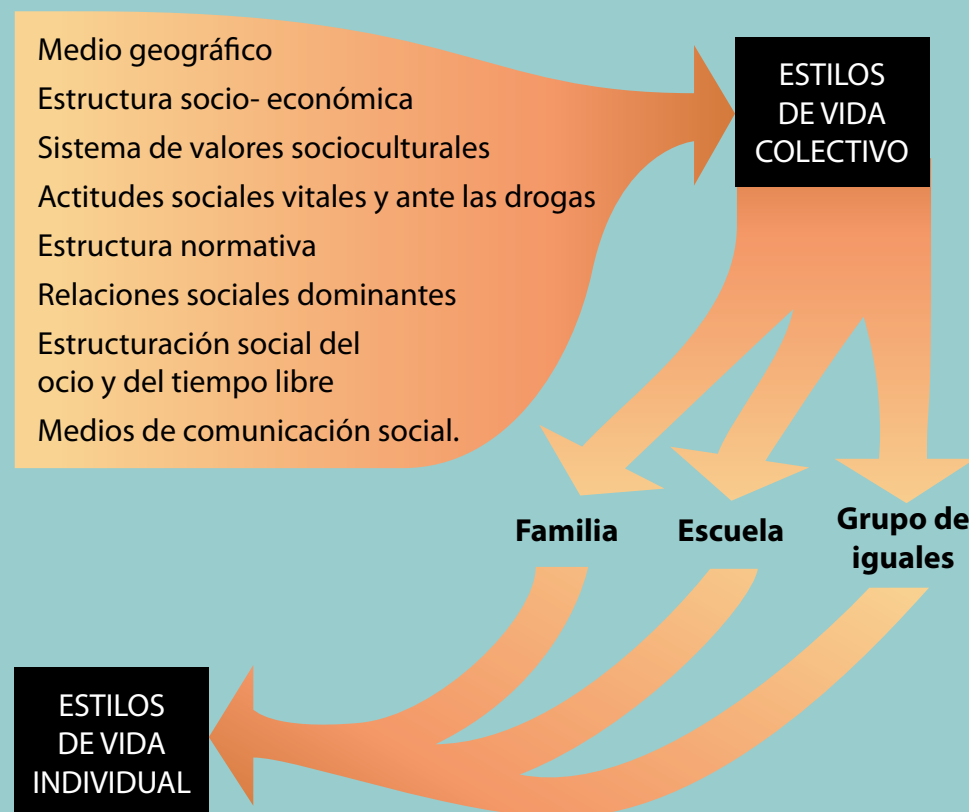 Medio geográfico
Estructura socio- económica
Sistema de valores socioculturales
Actitudes sociales vitales y ante las drogas
Estructura normativa
Relaciones sociales dominantes
Estructuración social del
ocio y del tiempo libre
Medios de comunicación social.
ESTILOS
DE VIDA
COLECTIVO
Familia
Escuela
Grupo de
iguales
ESTILOS
DE VIDA
INDIVIDUAL